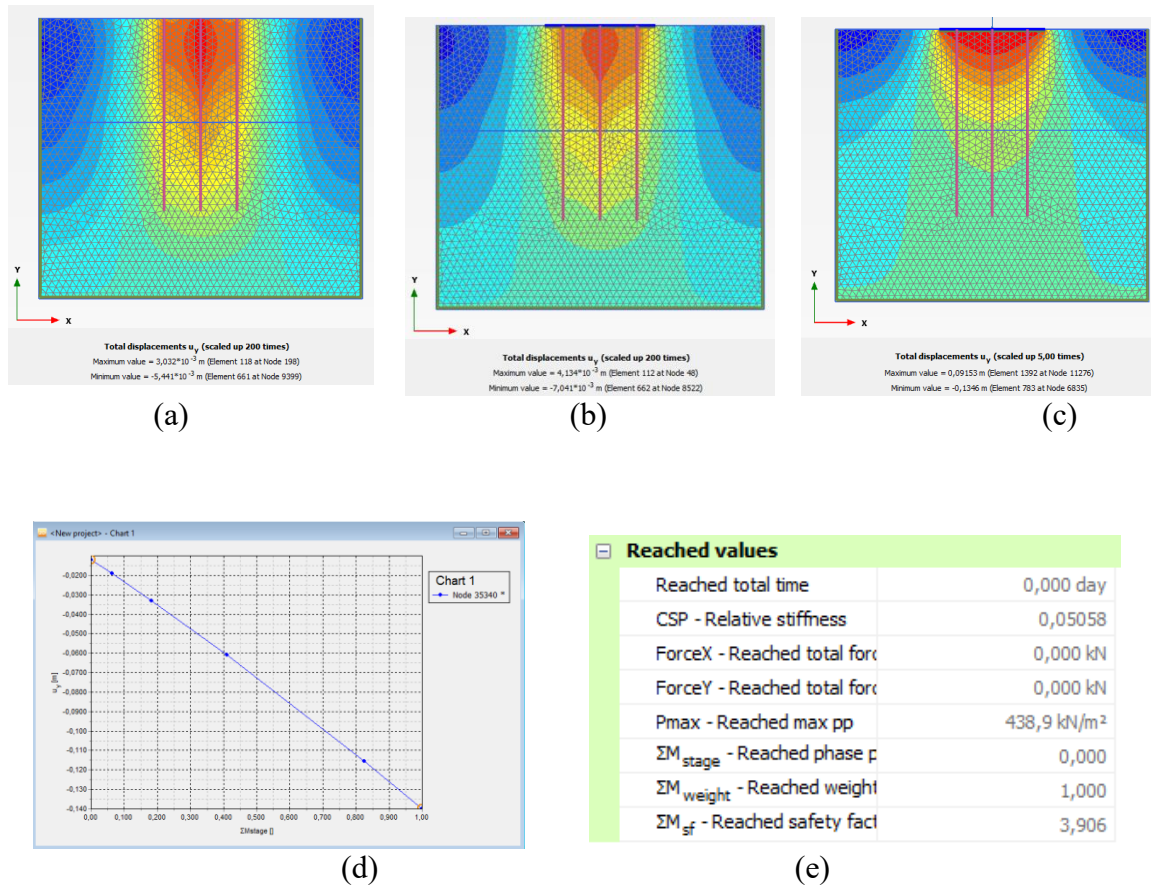 Y
X
Total displacements u_y (scaled up 200 times)
Maximum value = 3,032*10^-3 m (Element 118 at Node 198)
Minimum value = -5,441*10^-3 m (Element 661 at Node 9399)
(a)
Y
X
Total displacements u_y (scaled up 200 times)
Maximum value = 4,134*10^-3 m (Element 112 at Node 48)
Minimum value = -7,041*10^-3 m (Element 662 at Node 8522)
(b)
Y
X
Total displacements u_y (scaled up 5,00 times)
Maximum value = 0,09153 m (Element 1392 at Node 11276)
Minimum value = -0,1346 m (Element 783 at Node 6835)
(c)
<New project> - Chart 1
Chart 1
Node 35340 *
-0,0200
-0,0300
-0,0400
-0,0500
-0,0600
-0,0700
-0,0800
-0,0900
-0,100
-0,110
-0,120
-0,130
-0,140
u_y [m]
0,00 0,100 0,200 0,300 0,400 0,500 0,600 0,700 0,800 0,900 1,00
ΣMstage []
(d)
Reached values
Reached total time 0,000 day
CSP - Relative stiffness 0,05058
ForceX - Reached total forc 0,000 kN
ForceY - Reached total forc 0,000 kN
Pmax - Reached max pp 438,9 kN/m²
ΣM_stage - Reached phase p 0,000
ΣM_weight - Reached weight 1,000
ΣM_sf - Reached safety fact 3,906
(e)